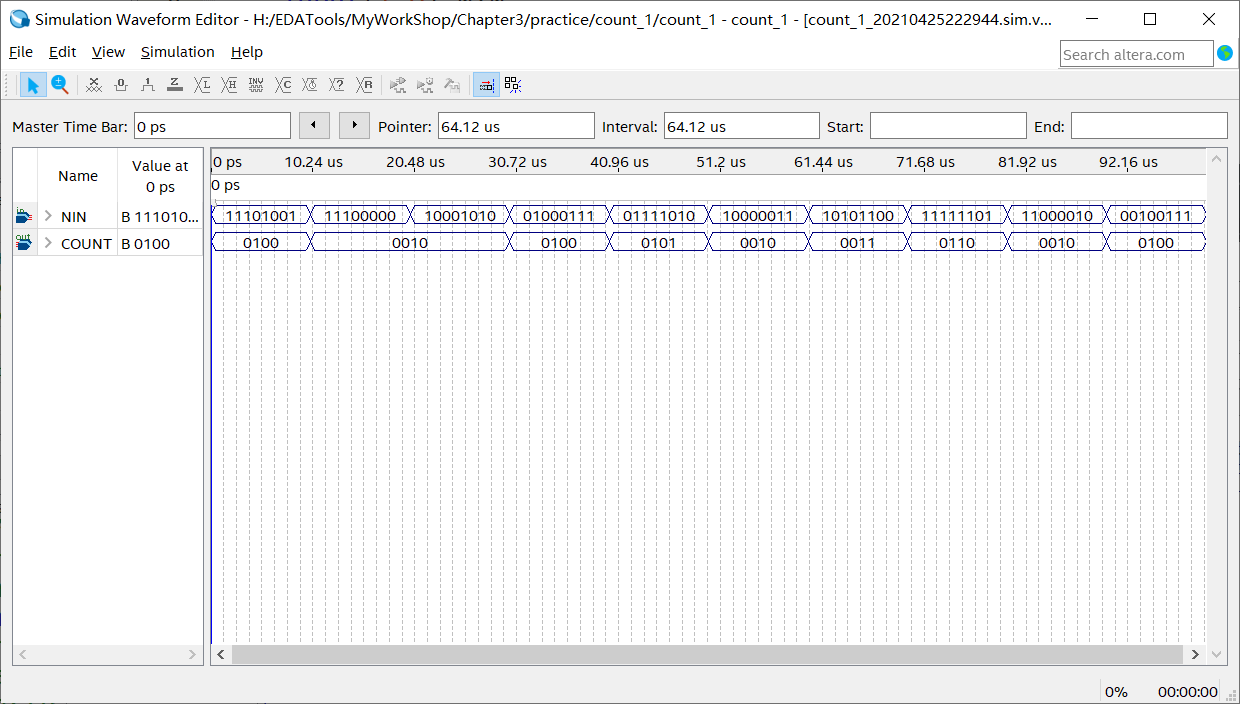 Simulation Waveform Editor - H:/EDATools/MyWorkShop/Chapter3/practice/count_1/count_1 - count_1 - [count_1_20210425222944.sim.v...
File Edit View Simulation Help
Search altera.com
Master Time Bar: 0 ps Pointer: 64.12 us Interval: 64.12 us Start: End:
Name Value at 0 ps
0 ps 10.24 us 20.48 us 30.72 us 40.96 us 51.2 us 61.44 us 71.68 us 81.92 us 92.16 us
0 ps
NIN B 111010... 11101001 11100000 10001010 01000111 01111010 10000011 10101100 11111101 11000010 00100111
COUNT B 0100 0100 0010 0100 0101 0010 0011 0110 0010 0100
0% 00:00:00